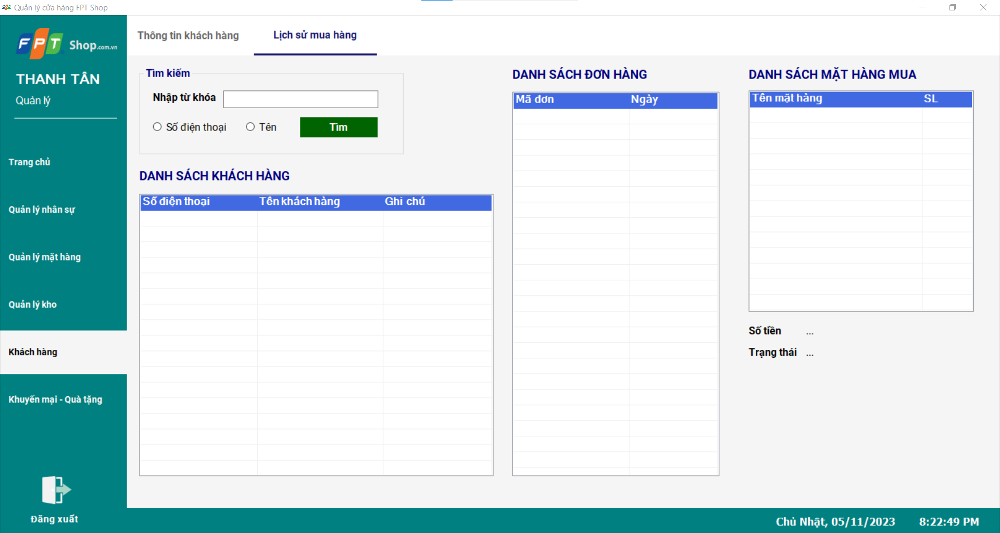 Quản lý cửa hàng FPT Shop
FPT Shop.com.vn
THANH TÂN
Quản lý
Trang chủ
Quản lý nhân sự
Quản lý mặt hàng
Quản lý kho
Khách hàng
Khuyến mại - Quà tặng
Đăng xuất
Thông tin khách hàng
Lịch sử mua hàng
Tìm kiếm
Nhập từ khóa
Số điện thoại
Tên
Tìm
DANH SÁCH KHÁCH HÀNG
Số điện thoại Tên khách hàng Ghi chú
DANH SÁCH ĐƠN HÀNG
Mã đơn Ngày
DANH SÁCH MẶT HÀNG MUA
Tên mặt hàng SL
Số tiền ...
Trạng thái ...
Chủ Nhật, 05/11/2023 8:22:49 PM